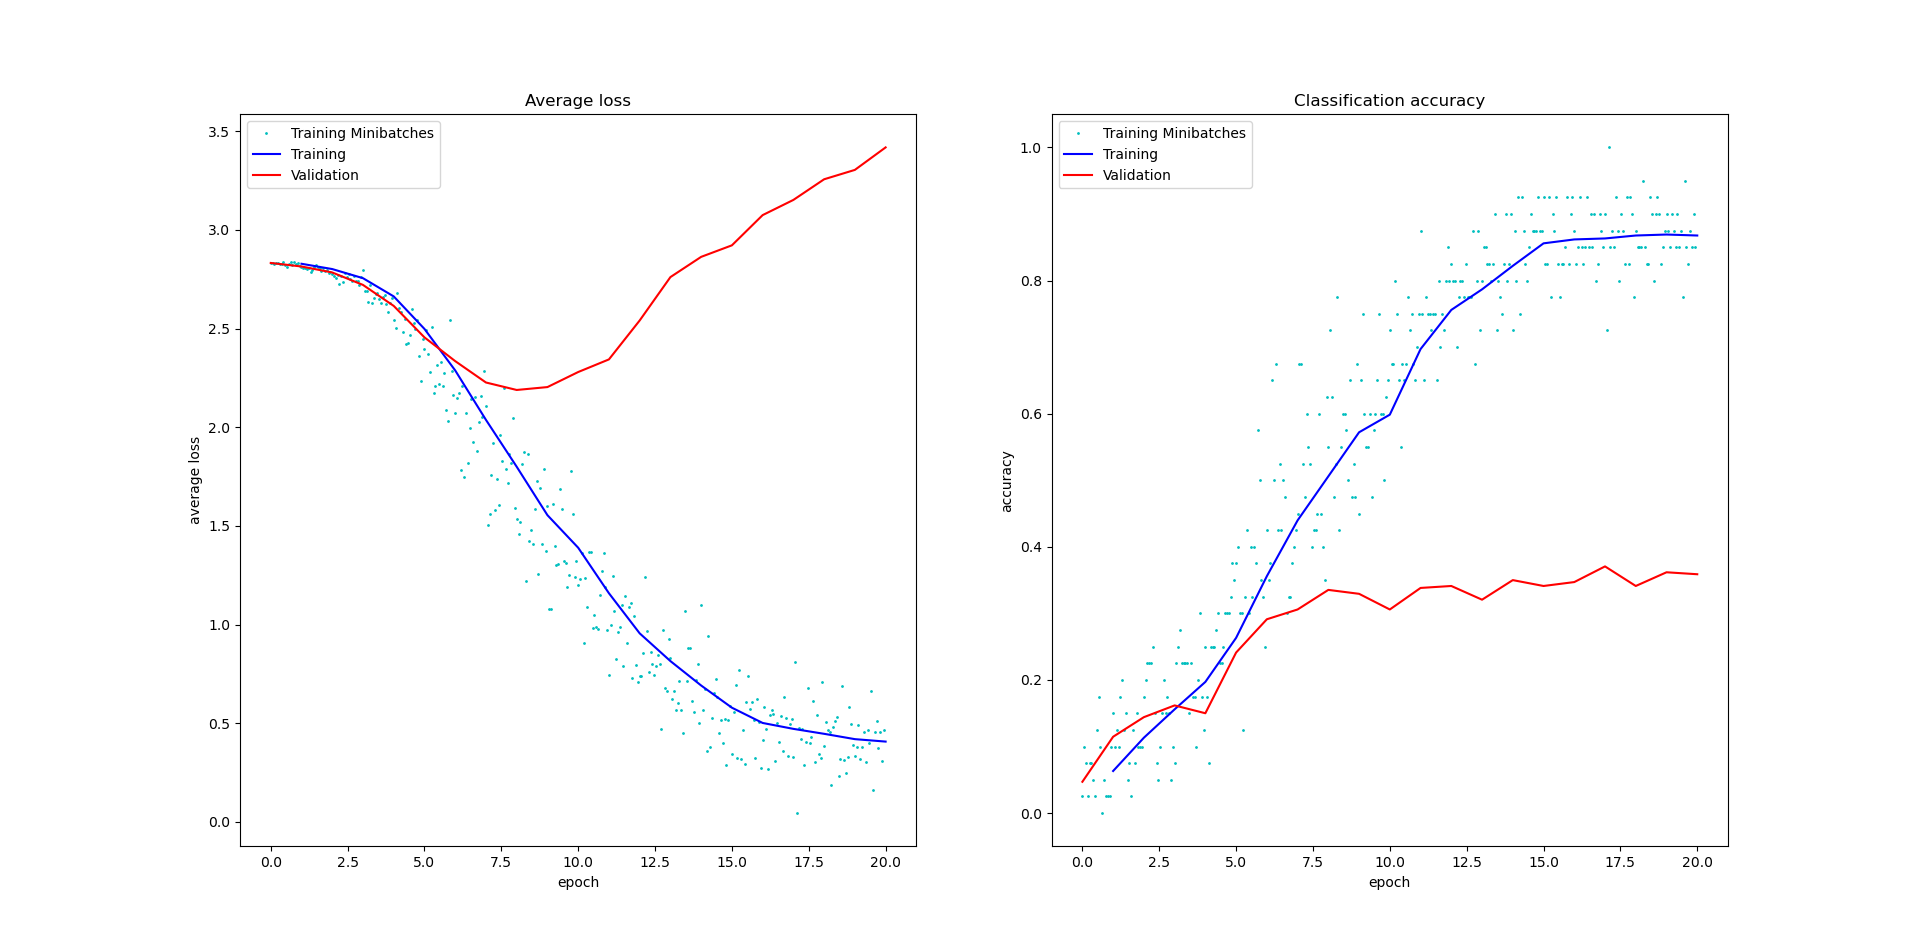 Average loss
Training Minibatches
Training
Validation
3.5
3.0
2.5
2.0
1.5
1.0
0.5
0.0
average loss
0.0 2.5 5.0 7.5 10.0 12.5 15.0 17.5 20.0
epoch
Classification accuracy
Training Minibatches
Training
Validation
1.0
0.8
0.6
0.4
0.2
0.0
accuracy
0.0 2.5 5.0 7.5 10.0 12.5 15.0 17.5 20.0
epoch